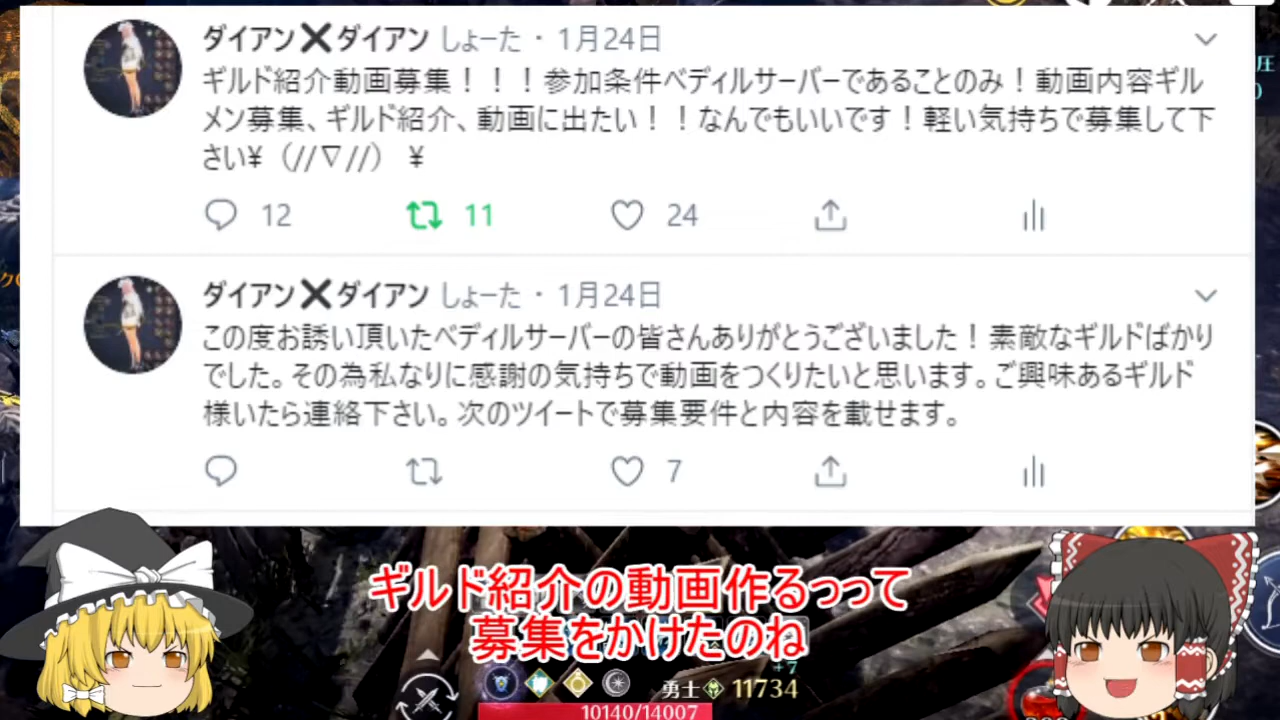 ダイアン✕ダイアン しょーた・1月24日
ギルド紹介動画募集！！！参加条件ベディルサーバーであることのみ！動画内容ギル
メン募集、ギルド紹介、動画に出たい！！なんでもいいです！軽い気持ちで募集して下
さい¥（//∇//）¥
12 11 24
ダイアン✕ダイアン しょーた・1月24日
この度お誘い頂いたベディルサーバーの皆さんありがとうございました！素敵なギルドばかり
でした。その為私なりに感謝の気持ちで動画をつくりたいと思います。ご興味あるギルド
様いたら連絡下さい。次のツイートで募集要件と内容を載せます。
7
ギルド紹介の動画作るっって
募集をかけたのね
+7
勇士 11734
10140/14007